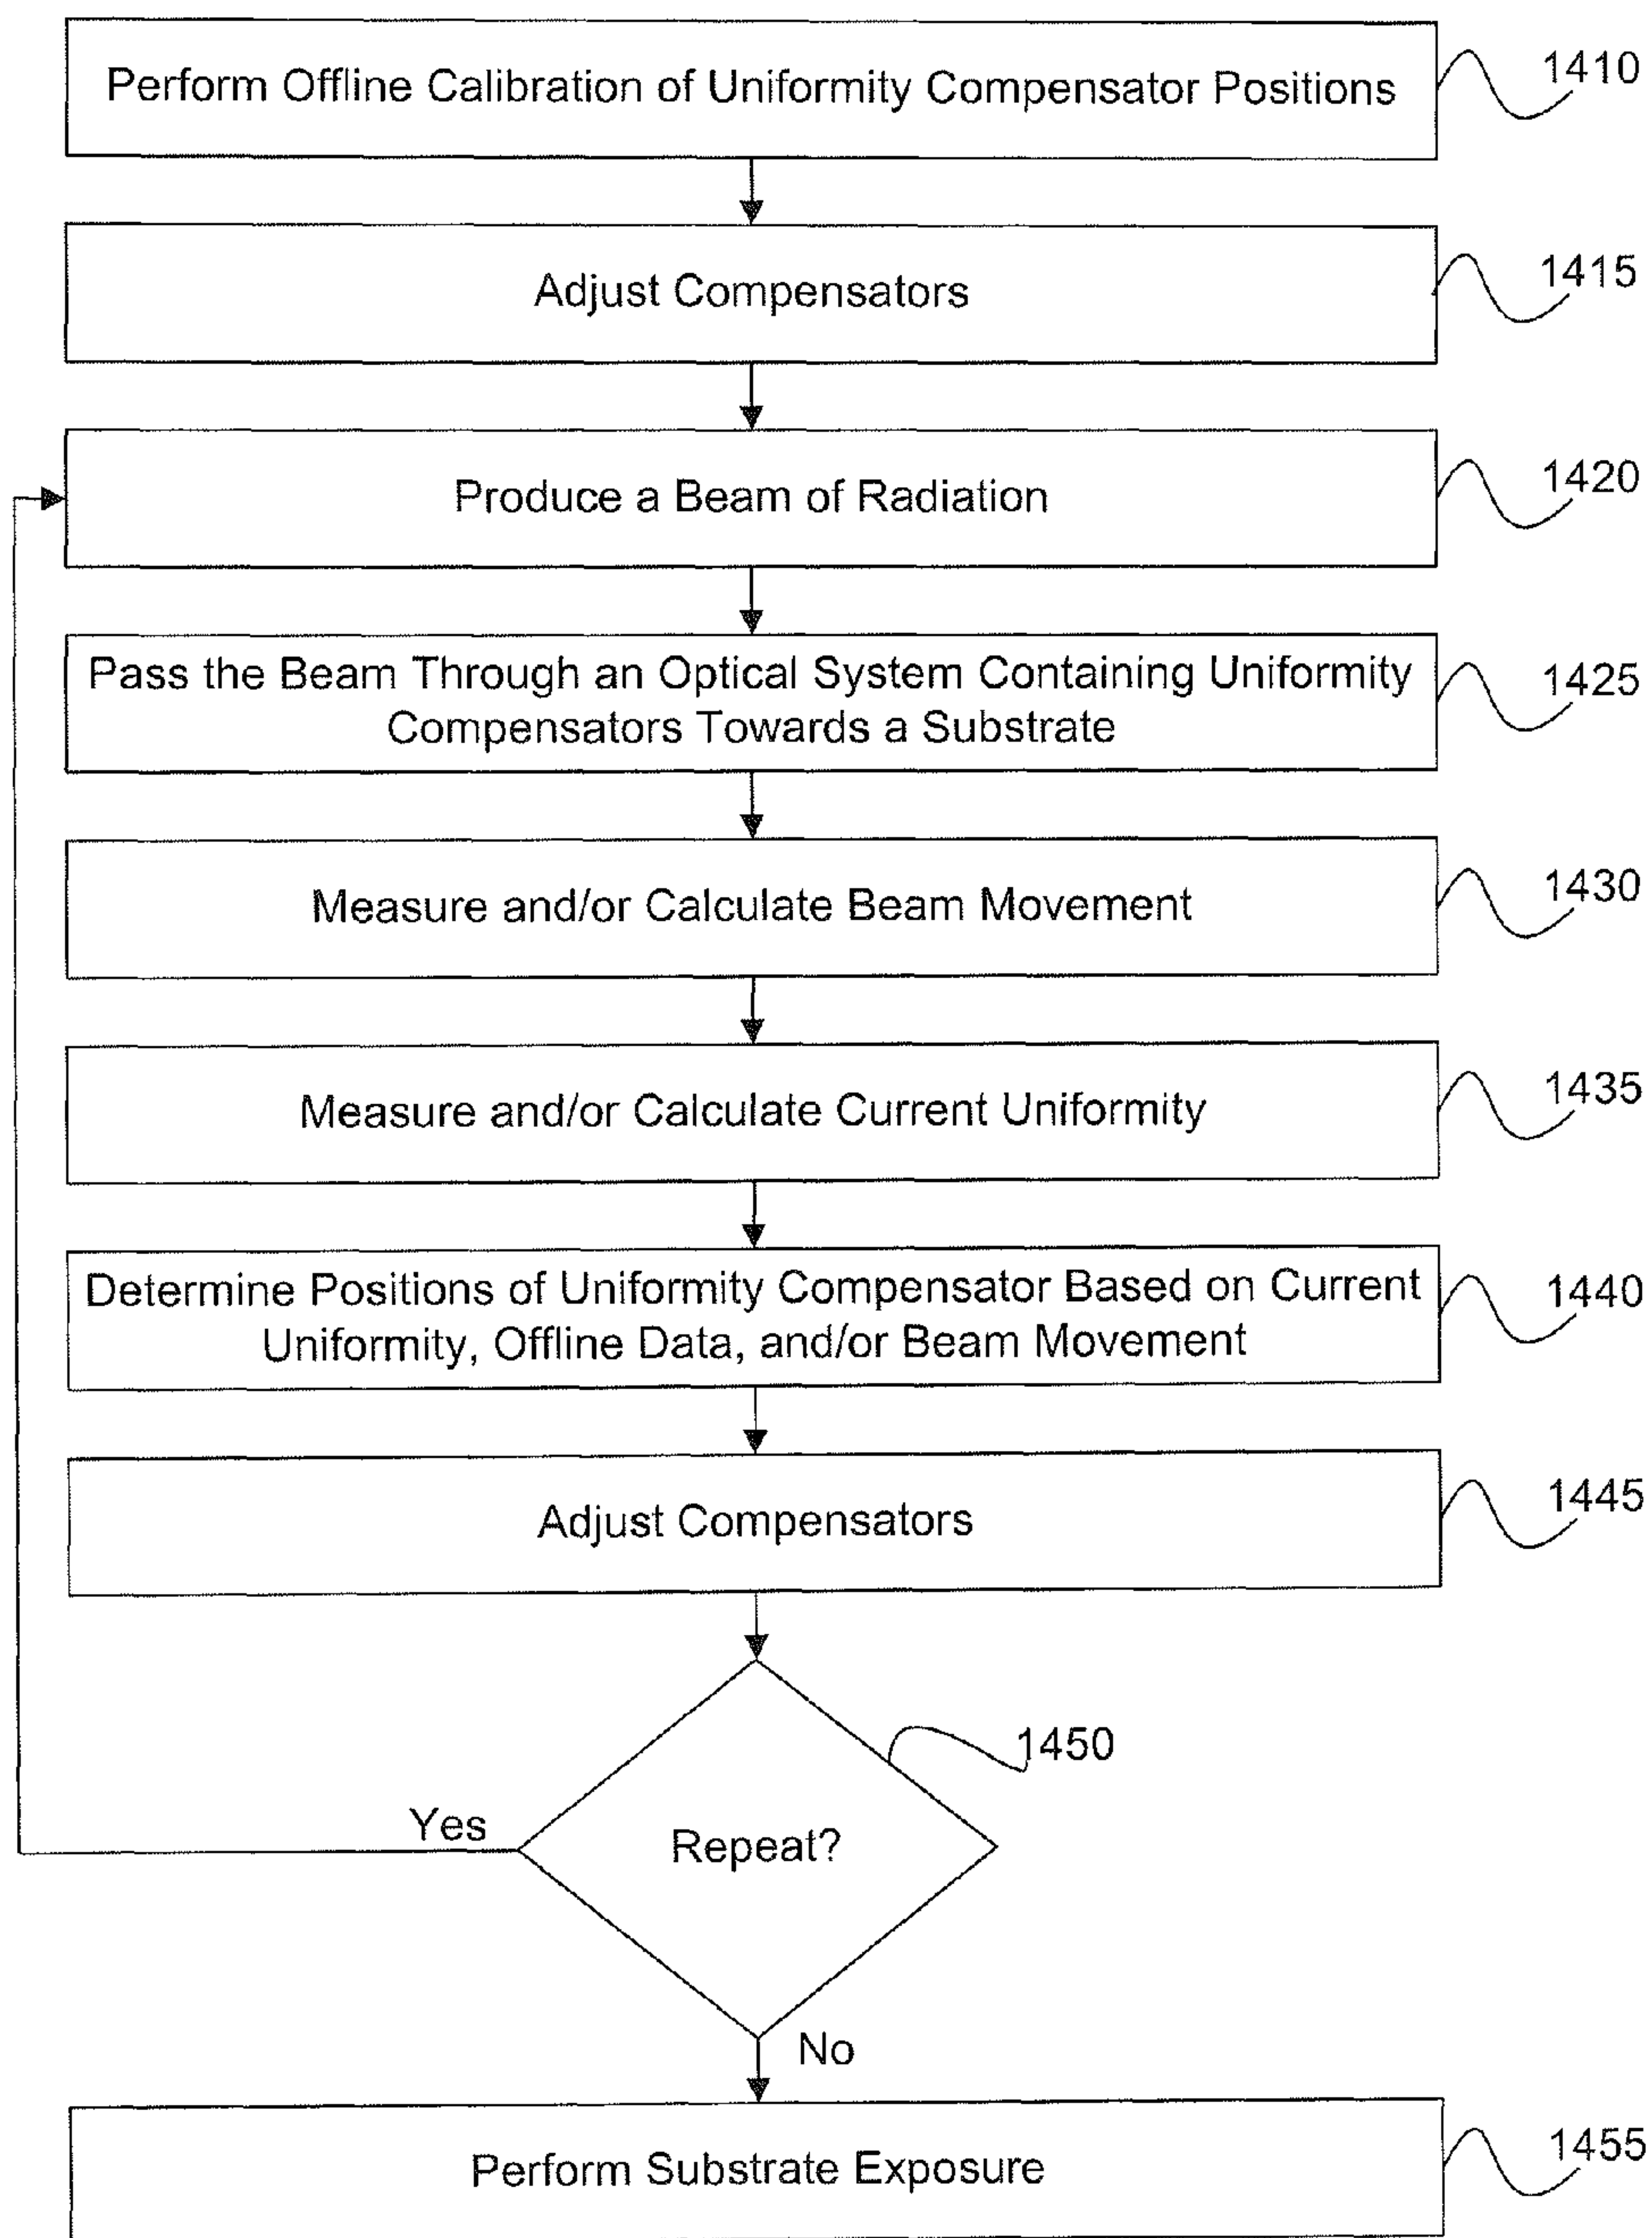 Perform Offline Calibration of Uniformity Compensator Positions
1410
Adjust Compensators
1415
Produce a Beam of Radiation
1420
Pass the Beam Through an Optical System Containing Uniformity
Compensators Towards a Substrate
1425
Measure and/or Calculate Beam Movement
1430
Measure and/or Calculate Current Uniformity
1435
Determine Positions of Uniformity Compensator Based on Current
Uniformity, Offline Data, and/or Beam Movement
1440
Adjust Compensators
1445
1450
Yes
Repeat?
No
Perform Substrate Exposure
1455